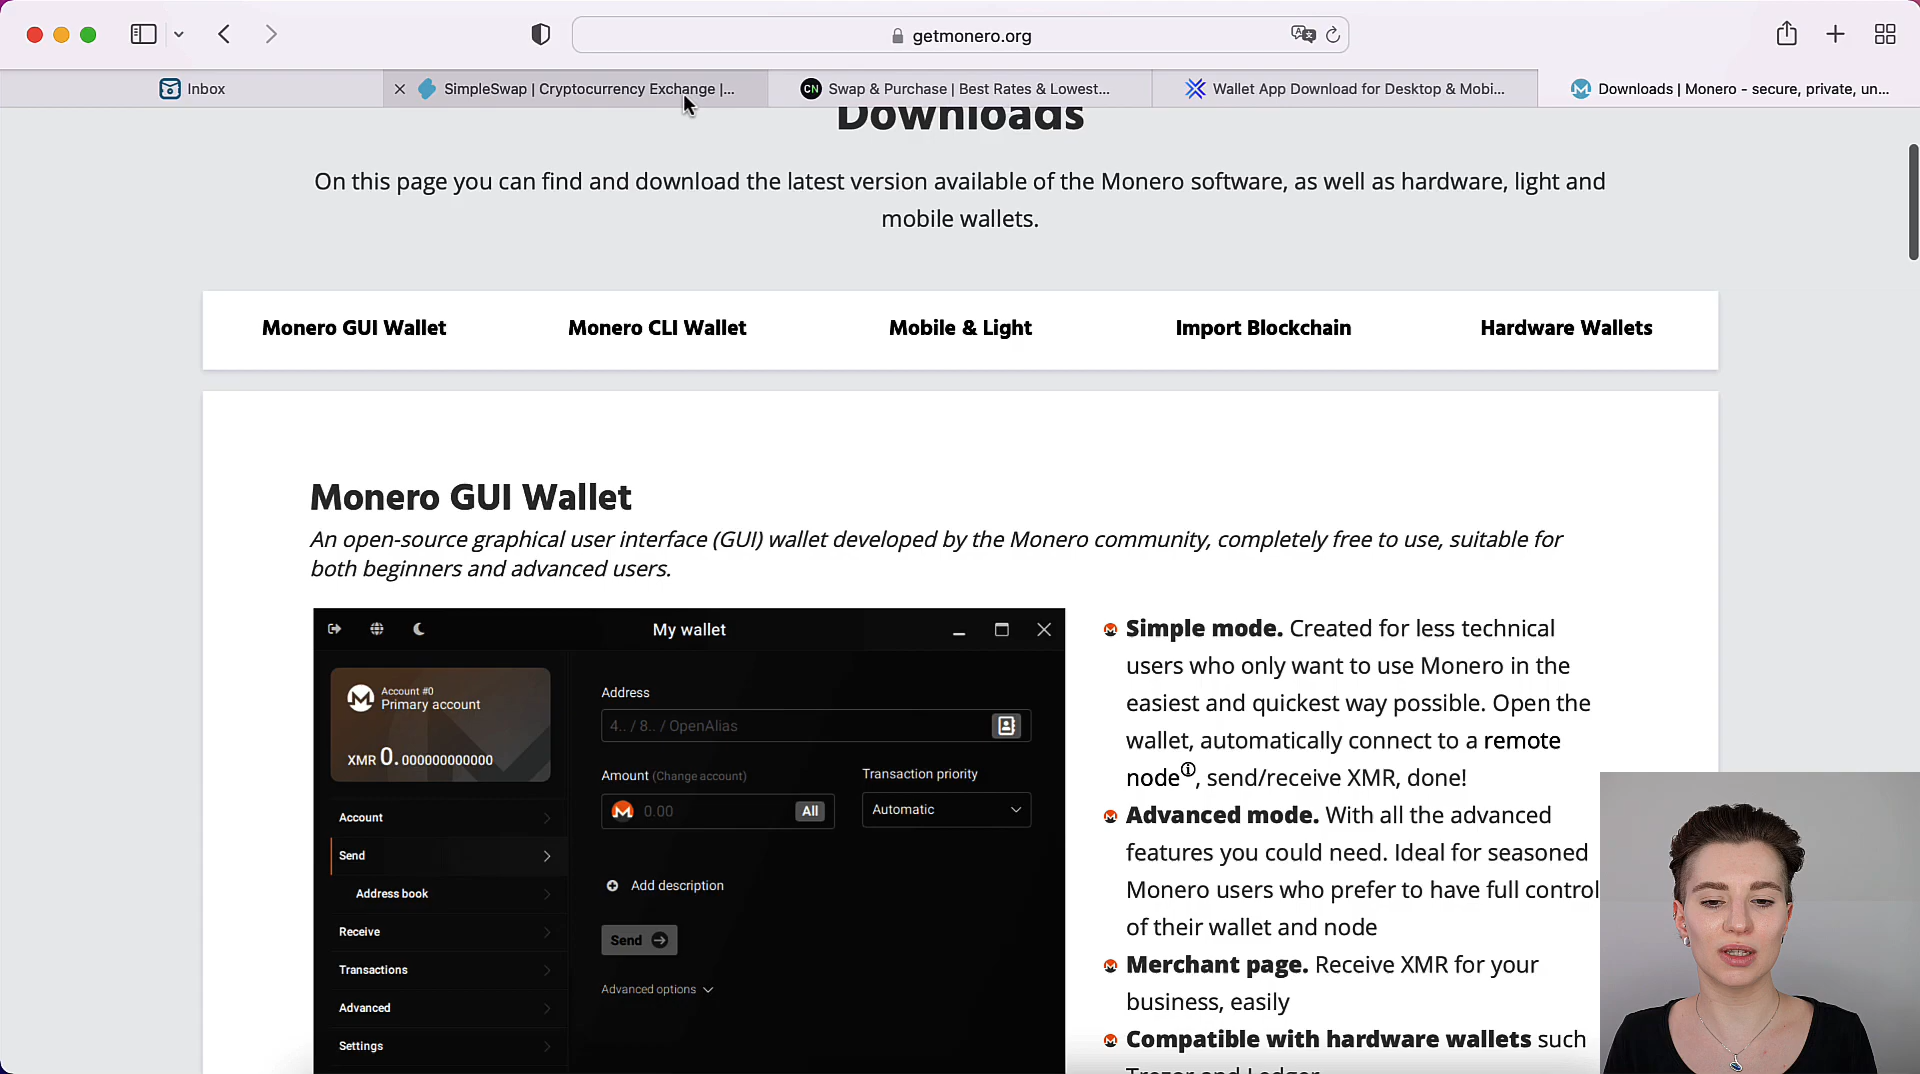 getmonero.org
Inbox
SimpleSwap | Cryptocurrency Exchange |...
CN
Swap & Purchase | Best Rates & Lowest...
Wallet App Download for Desktop & Mobi...
Downloads | Monero - secure, private, un...
Downloads
On this page you can find and download the latest version available of the Monero software, as well as hardware, light and
mobile wallets.
Monero GUI Wallet
Monero CLI Wallet
Mobile & Light
Import Blockchain
Hardware Wallets
Monero GUI Wallet
An open-source graphical user interface (GUI) wallet developed by the Monero community, completely free to use, suitable for
both beginners and advanced users.
My wallet
Account #0
Primary account
XMR 0.000000000000
Account
Send
Address book
Receive
Transactions
Advanced
Settings
Address
4.. / 8.. / OpenAlias
Amount (Change account)
0.00
All
Transaction priority
Automatic
Add description
Send
Advanced options
Simple mode. Created for less technical
users who only want to use Monero in the
easiest and quickest way possible. Open the
wallet, automatically connect to a remote
node, send/receive XMR, done!
Advanced mode. With all the advanced
features you could need. Ideal for seasoned
Monero users who prefer to have full control
of their wallet and node
Merchant page. Receive XMR for your
business, easily
Compatible with hardware wallets such
Trezor and Ledger